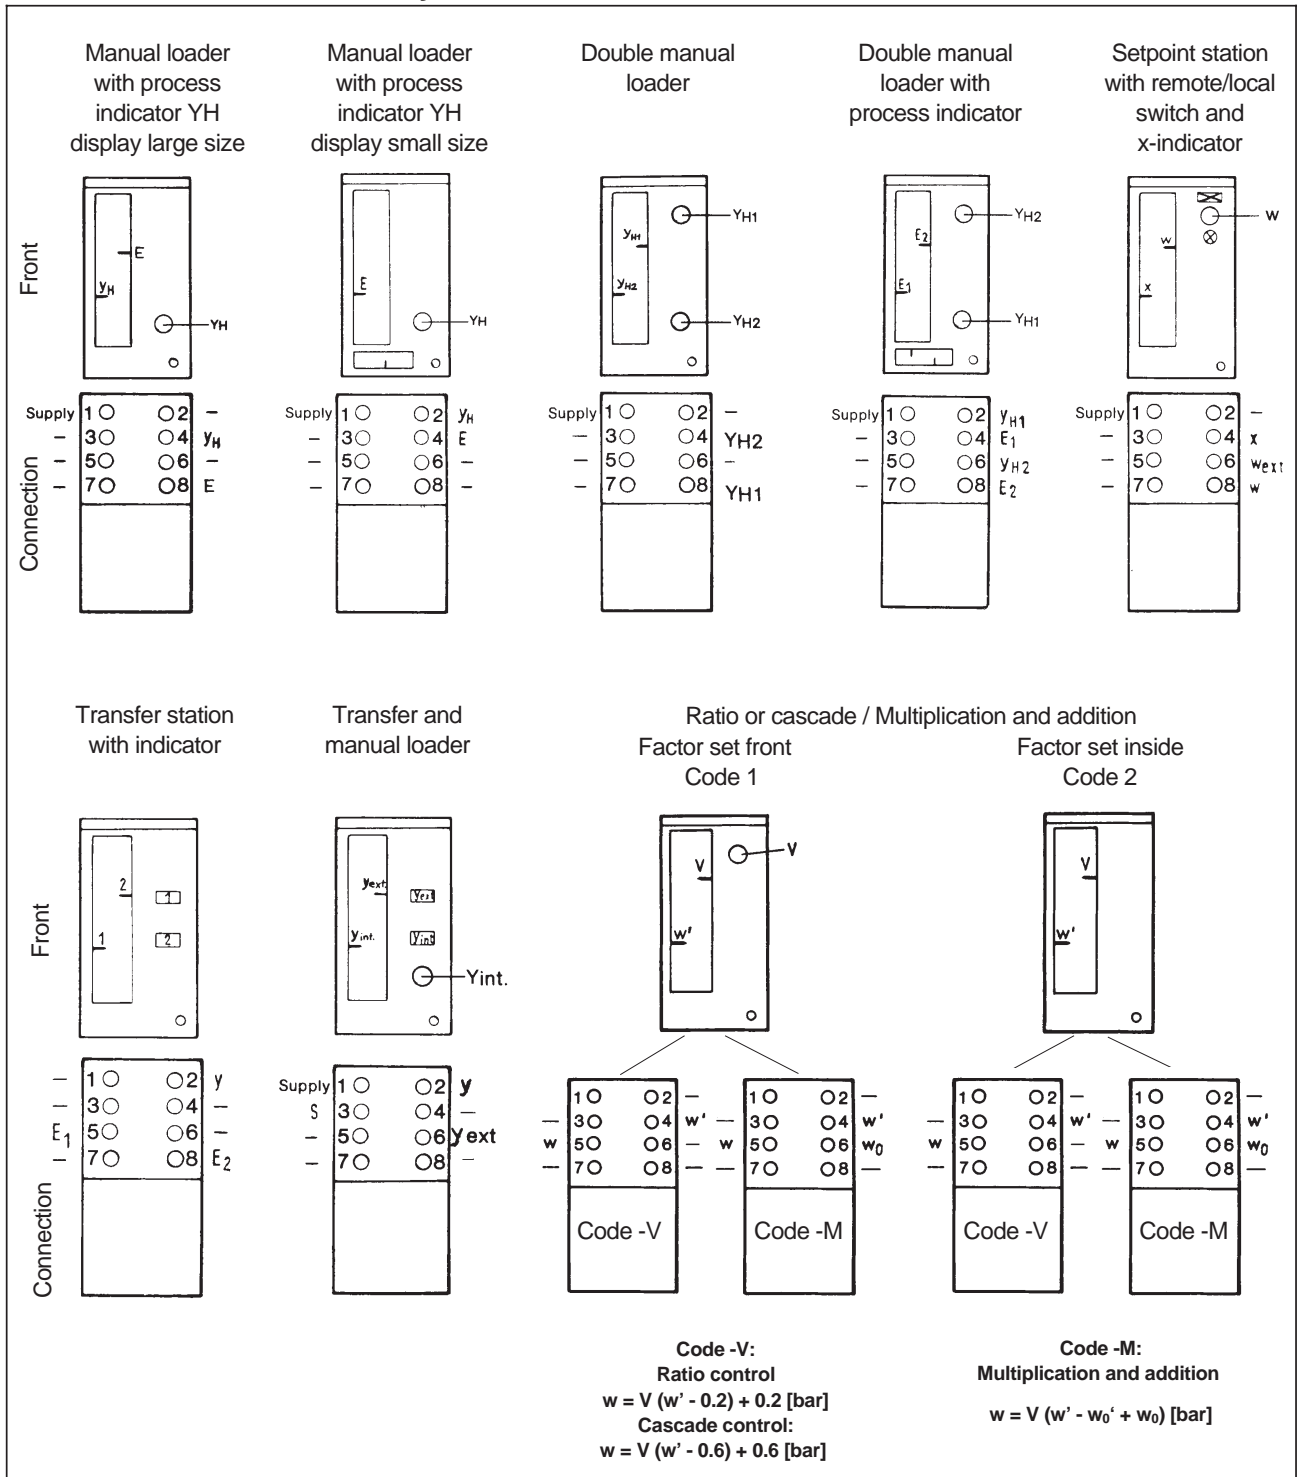 Manual loader
with process
indicator YH
display large size
Manual loader
with process
indicator YH
display small size
Double manual
loader
Double manual
loader with
process indicator
Setpoint station
with remote/local
switch and
x-indicator
Front
E
yH
YH
E
YH
yH1
yH2
YH1
YH2
E2
E1
YH2
YH1
w
x
W
Connection
Supply 1 2 –
– 3 4 yH
– 5 6 –
– 7 8 E
Supply 1 2 yH
– 3 4 E
– 5 6 –
– 7 8 –
Supply 1 2 –
– 3 4 YH2
– 5 6 –
– 7 8 YH1
Supply 1 2 yH1
– 3 4 E1
– 5 6 yH2
– 7 8 E2
Supply 1 2 –
– 3 4 x
– 5 6 wext
– 7 8 w
Transfer station
with indicator
Transfer and
manual loader
Ratio or cascade / Multiplication and addition
Factor set front
Code 1
Factor set inside
Code 2
Front
2
1
1
2
yext.
yint.
yext
yint
Yint.
V
w'
V
V
w'
Connection
– 1 2 y
– 3 4 –
E1 5 6 –
– 7 8 E2
Supply 1 2 y
S 3 4 –
– 5 6 yext
– 7 8 –
1 2 –
– 3 4 w'
w 5 6 –
– 7 8 –
Code -V
1 2 –
– 3 4 w'
w 5 6 w0
– 7 8 –
Code -M
1 2 –
– 3 4 w'
w 5 6 –
– 7 8 –
Code -V
1 2 –
– 3 4 w'
w 5 6 w0
– 7 8 –
Code -M
Code -V:
Ratio control
w = V (w' - 0.2) + 0.2 [bar]
Cascade control:
w = V (w' - 0.6) + 0.6 [bar]
Code -M:
Multiplication and addition
w = V (w' - w0‘ + w0) [bar]